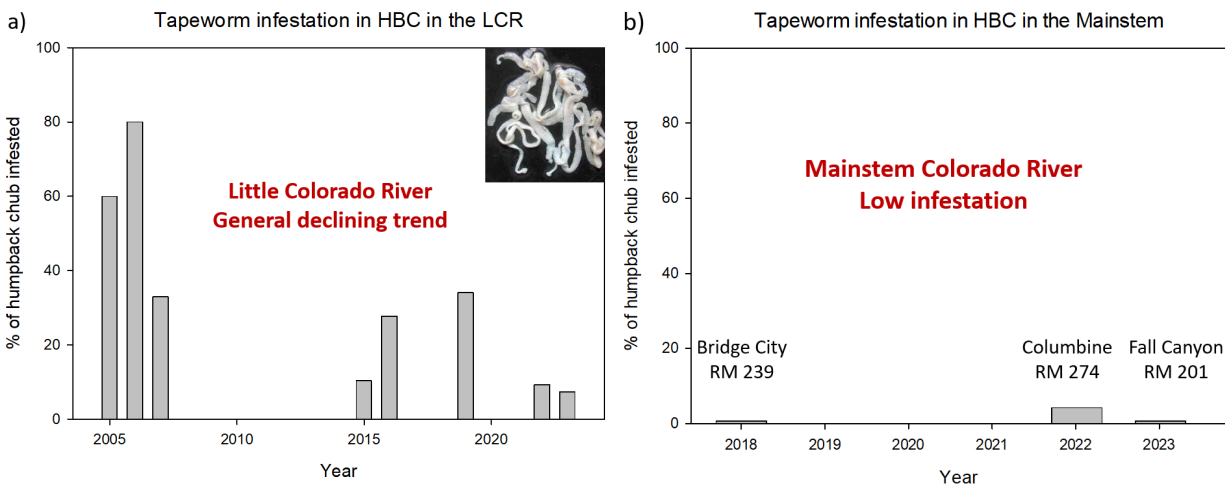 a)
Tapeworm infestation in HBC in the LCR
% of humpback chub infested
100
80
60
40
20
0
Little Colorado River
General declining trend
2005
2010
2015
2020
Year
b)
Tapeworm infestation in HBC in the Mainstem
% of humpback chub infested
100
80
60
40
20
0
Mainstem Colorado River
Low infestation
Bridge City
RM 239
Columbine
RM 274
Fall Canyon
RM 201
2018
2019
2020
2021
2022
2023
Year